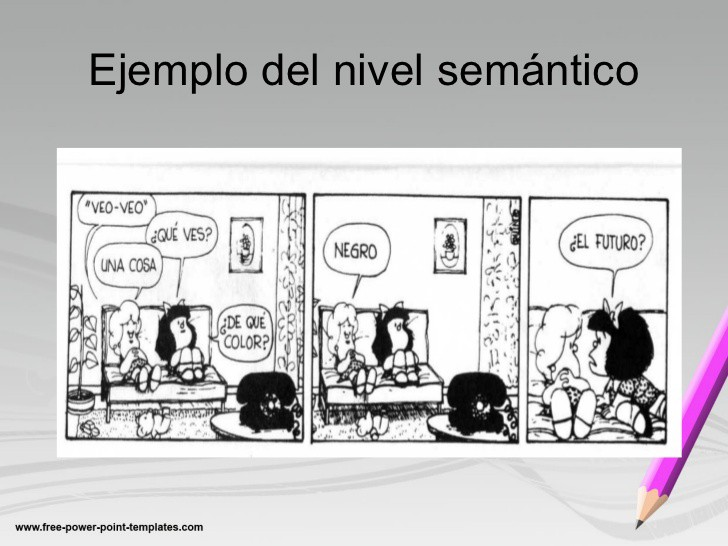 Ejemplo del nivel semántico
"VEO-VEO"
¿QUÉ VES?
UNA COSA
¿DE QUÉ
COLOR?
NEGRO
¿EL FUTURO?
www.free-power-point-templates.com